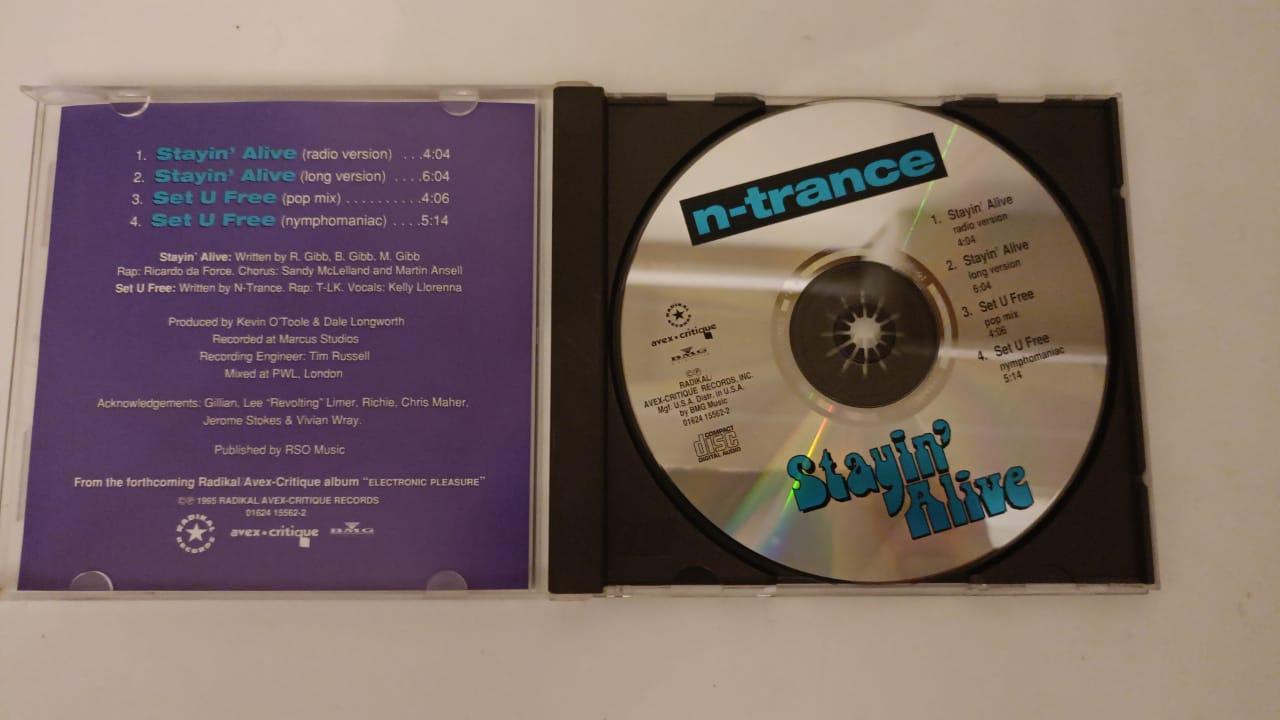 1. Stayin' Alive (radio version) ...4:04
2. Stayin' Alive (long version) ....6:04
3. Set U Free (pop mix) ..........4:06
4. Set U Free (nymphomaniac) ....5:14
Stayin' Alive: Written by R. Gibb, B. Gibb. M. Gibb
Rap: Ricardo da Force. Chorus: Sandy McLelland and Martin Ansell
Set U Free: Written by N-Trance. Rap: T-LK. Vocals: Kelly Llorenna
Produced by Kevin O'Toole & Dale Longworth
Recorded at Marcus Studios
Recording Engineer: Tim Russell
Mixed at PWL, London
Acknowledgements: Gillian, Lee "Revolting" Limer, Richie, Chris Maher,
Jerome Stokes & Vivian Wray.
Published by RSO Music
From the forthcoming Radikal Avex-Critique album "ELECTRONIC PLEASURE"
©℗ 1995 RADIKAL AVEX-CRITIQUE RECORDS
01624 15562-2
RADIKAL RECORDS
avex•critique
BMG
n-trance
1. Stayin' Alive
radio version
4:04
2. Stayin' Alive
long version
6:04
3. Set U Free
pop mix
4:06
4. Set U Free
nymphomaniac
5:14
RADIKAL RECORDS
avex•critique
BMG
©℗
RADIKAL/
AVEX-CRITIQUE RECORDS, INC.
Mgf. U.S.A. Distr. in U.S.A.
by BMG Music
01624 15562-2
COMPACT
disc
DIGITAL AUDIO
Stayin'
Alive